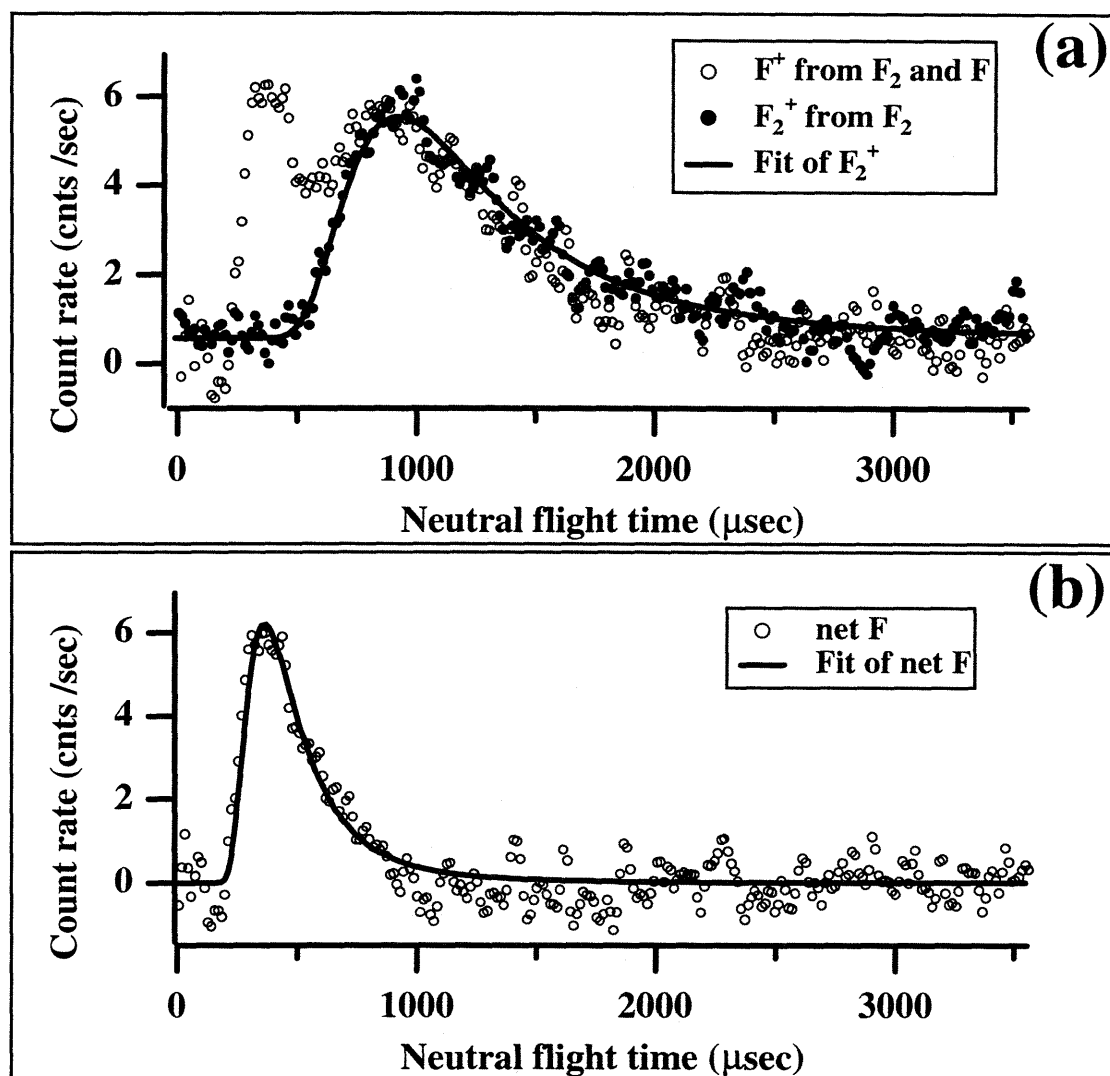 (a)
F⁺ from F₂ and F
F₂⁺ from F₂
Fit of F₂⁺
Count rate (cnts /sec)
6
4
2
0
0
1000
2000
3000
Neutral flight time (μsec)
(b)
net F
Fit of net F
Count rate (cnts /sec)
6
4
2
0
0
1000
2000
3000
Neutral flight time (μsec)